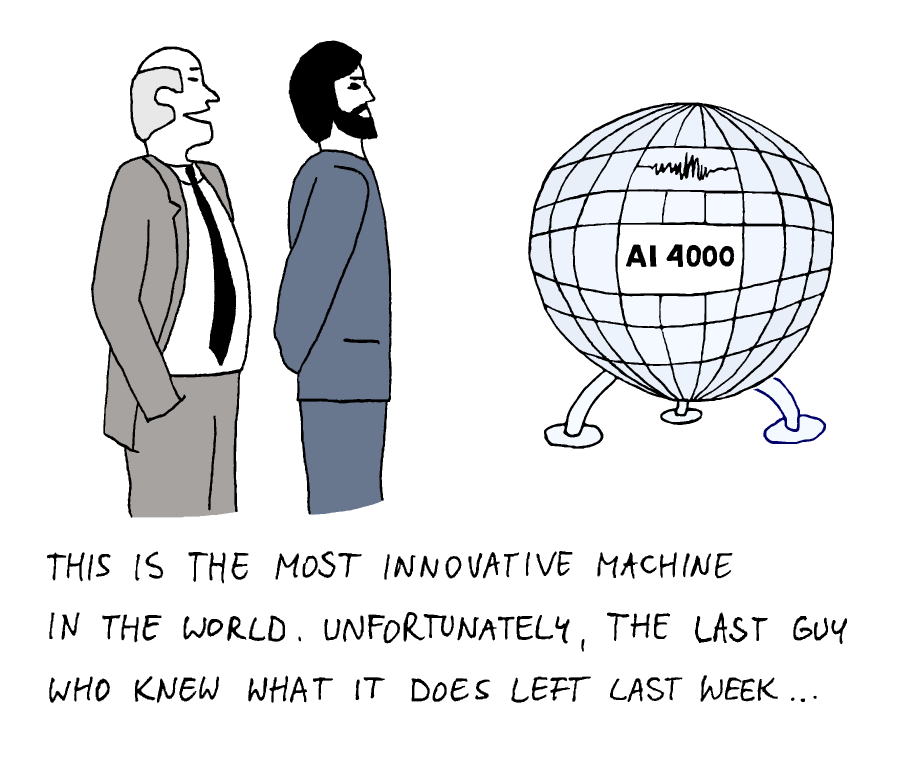 AI 4000
THIS IS THE MOST INNOVATIVE MACHINE
IN THE WORLD. UNFORTUNATELY, THE LAST GUY
WHO KNEW WHAT IT DOES LEFT LAST WEEK...